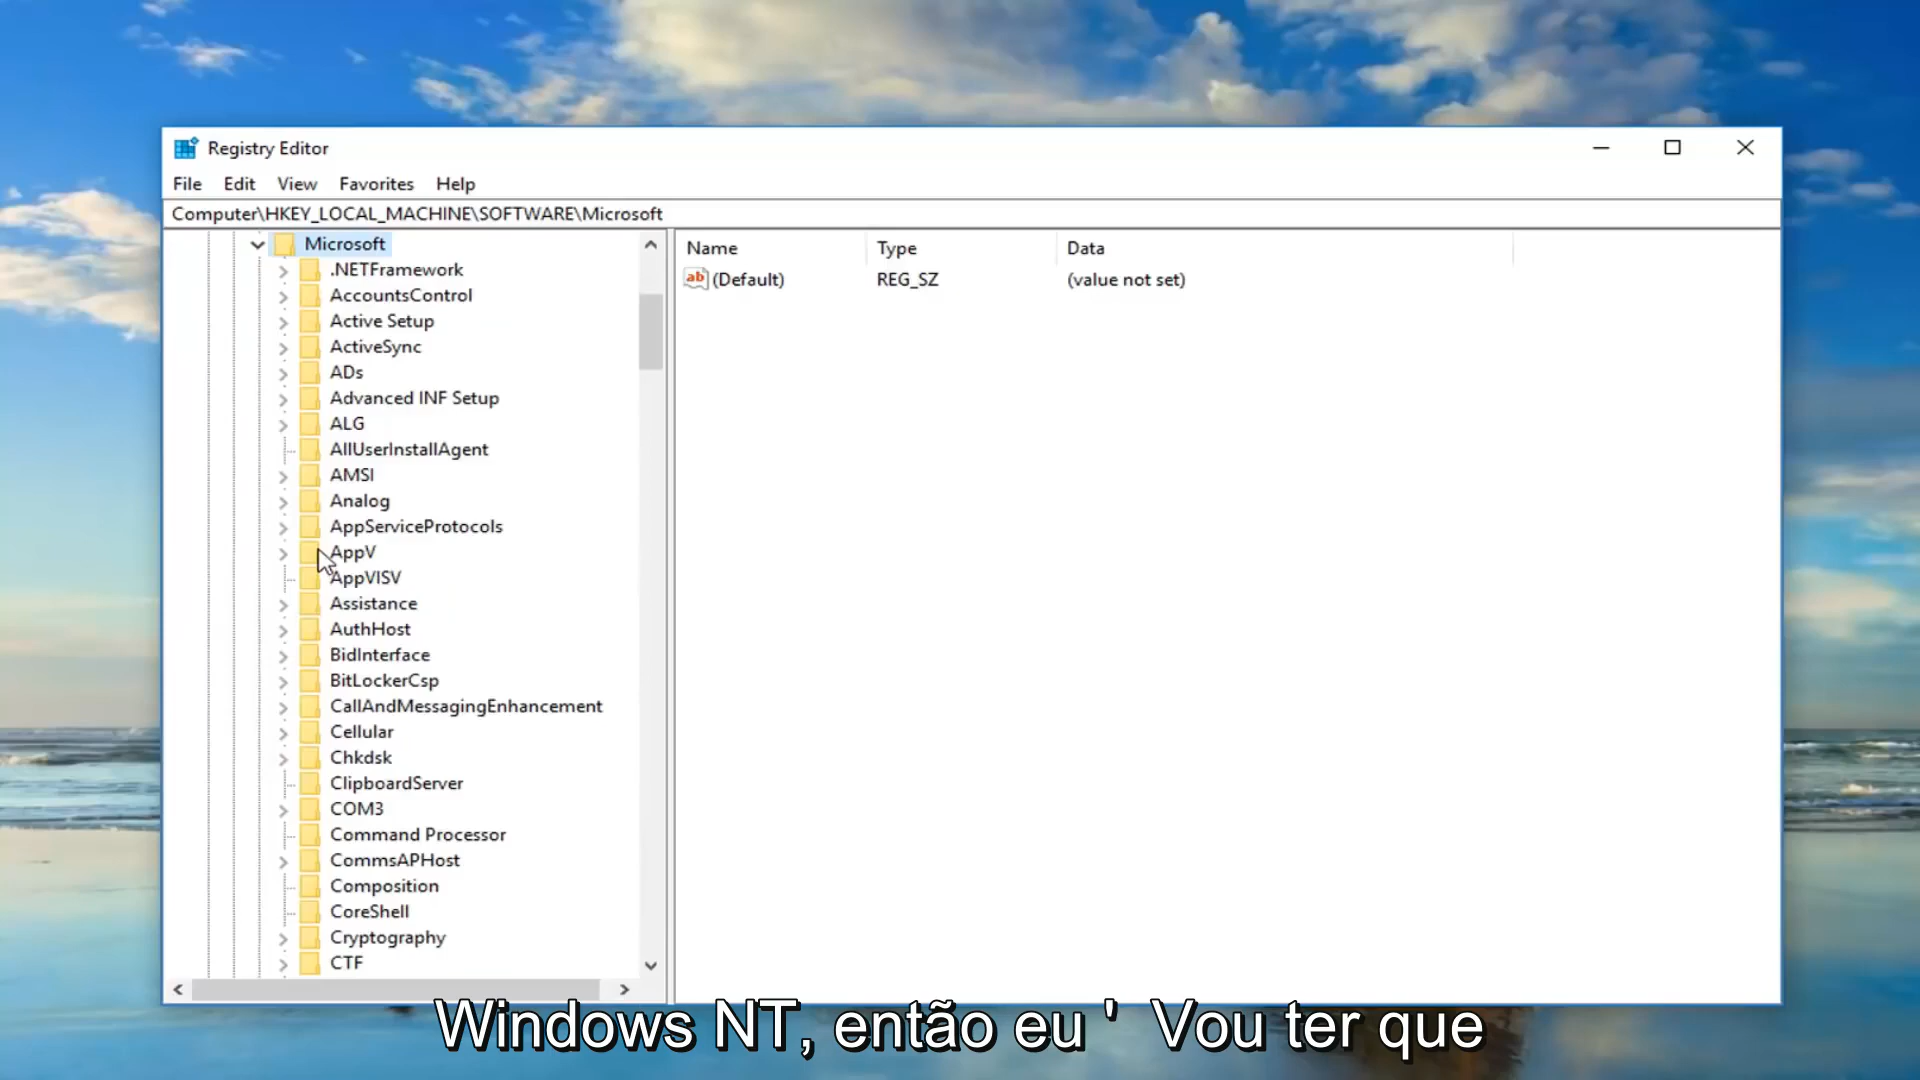 Registry Editor
File Edit View Favorites Help
Computer\HKEY_LOCAL_MACHINE\SOFTWARE\Microsoft
Microsoft
.NETFramework
AccountsControl
Active Setup
ActiveSync
ADs
Advanced INF Setup
ALG
AllUserInstallAgent
AMSI
Analog
AppServiceProtocols
AppV
AppVISV
Assistance
AuthHost
BidInterface
BitLockerCsp
CallAndMessagingEnhancement
Cellular
Chkdsk
ClipboardServer
COM3
Command Processor
CommsAPHost
Composition
CoreShell
Cryptography
CTF
Name Type Data
ab (Default) REG_SZ (value not set)
Windows NT, então eu ' Vou ter que